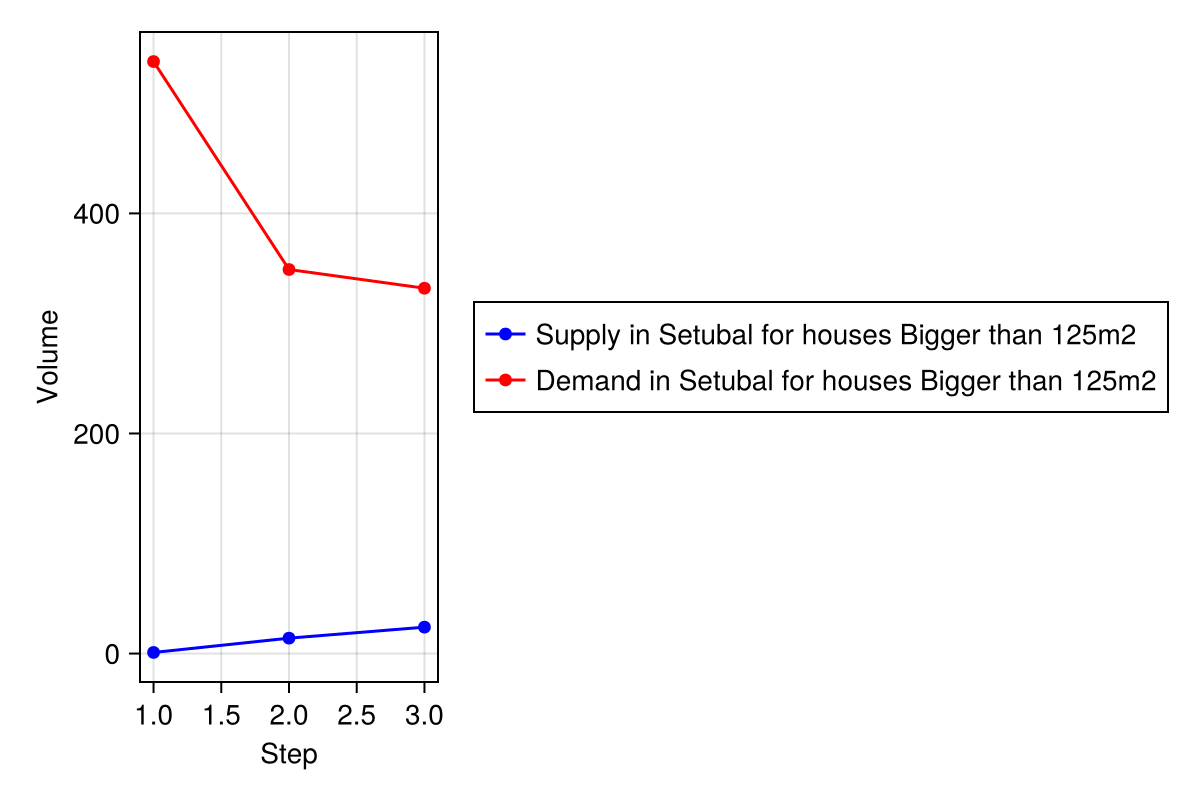 Volume
400
200
0
1.0 1.5 2.0 2.5 3.0
Step
Supply in Setubal for houses Bigger than 125m2
Demand in Setubal for houses Bigger than 125m2